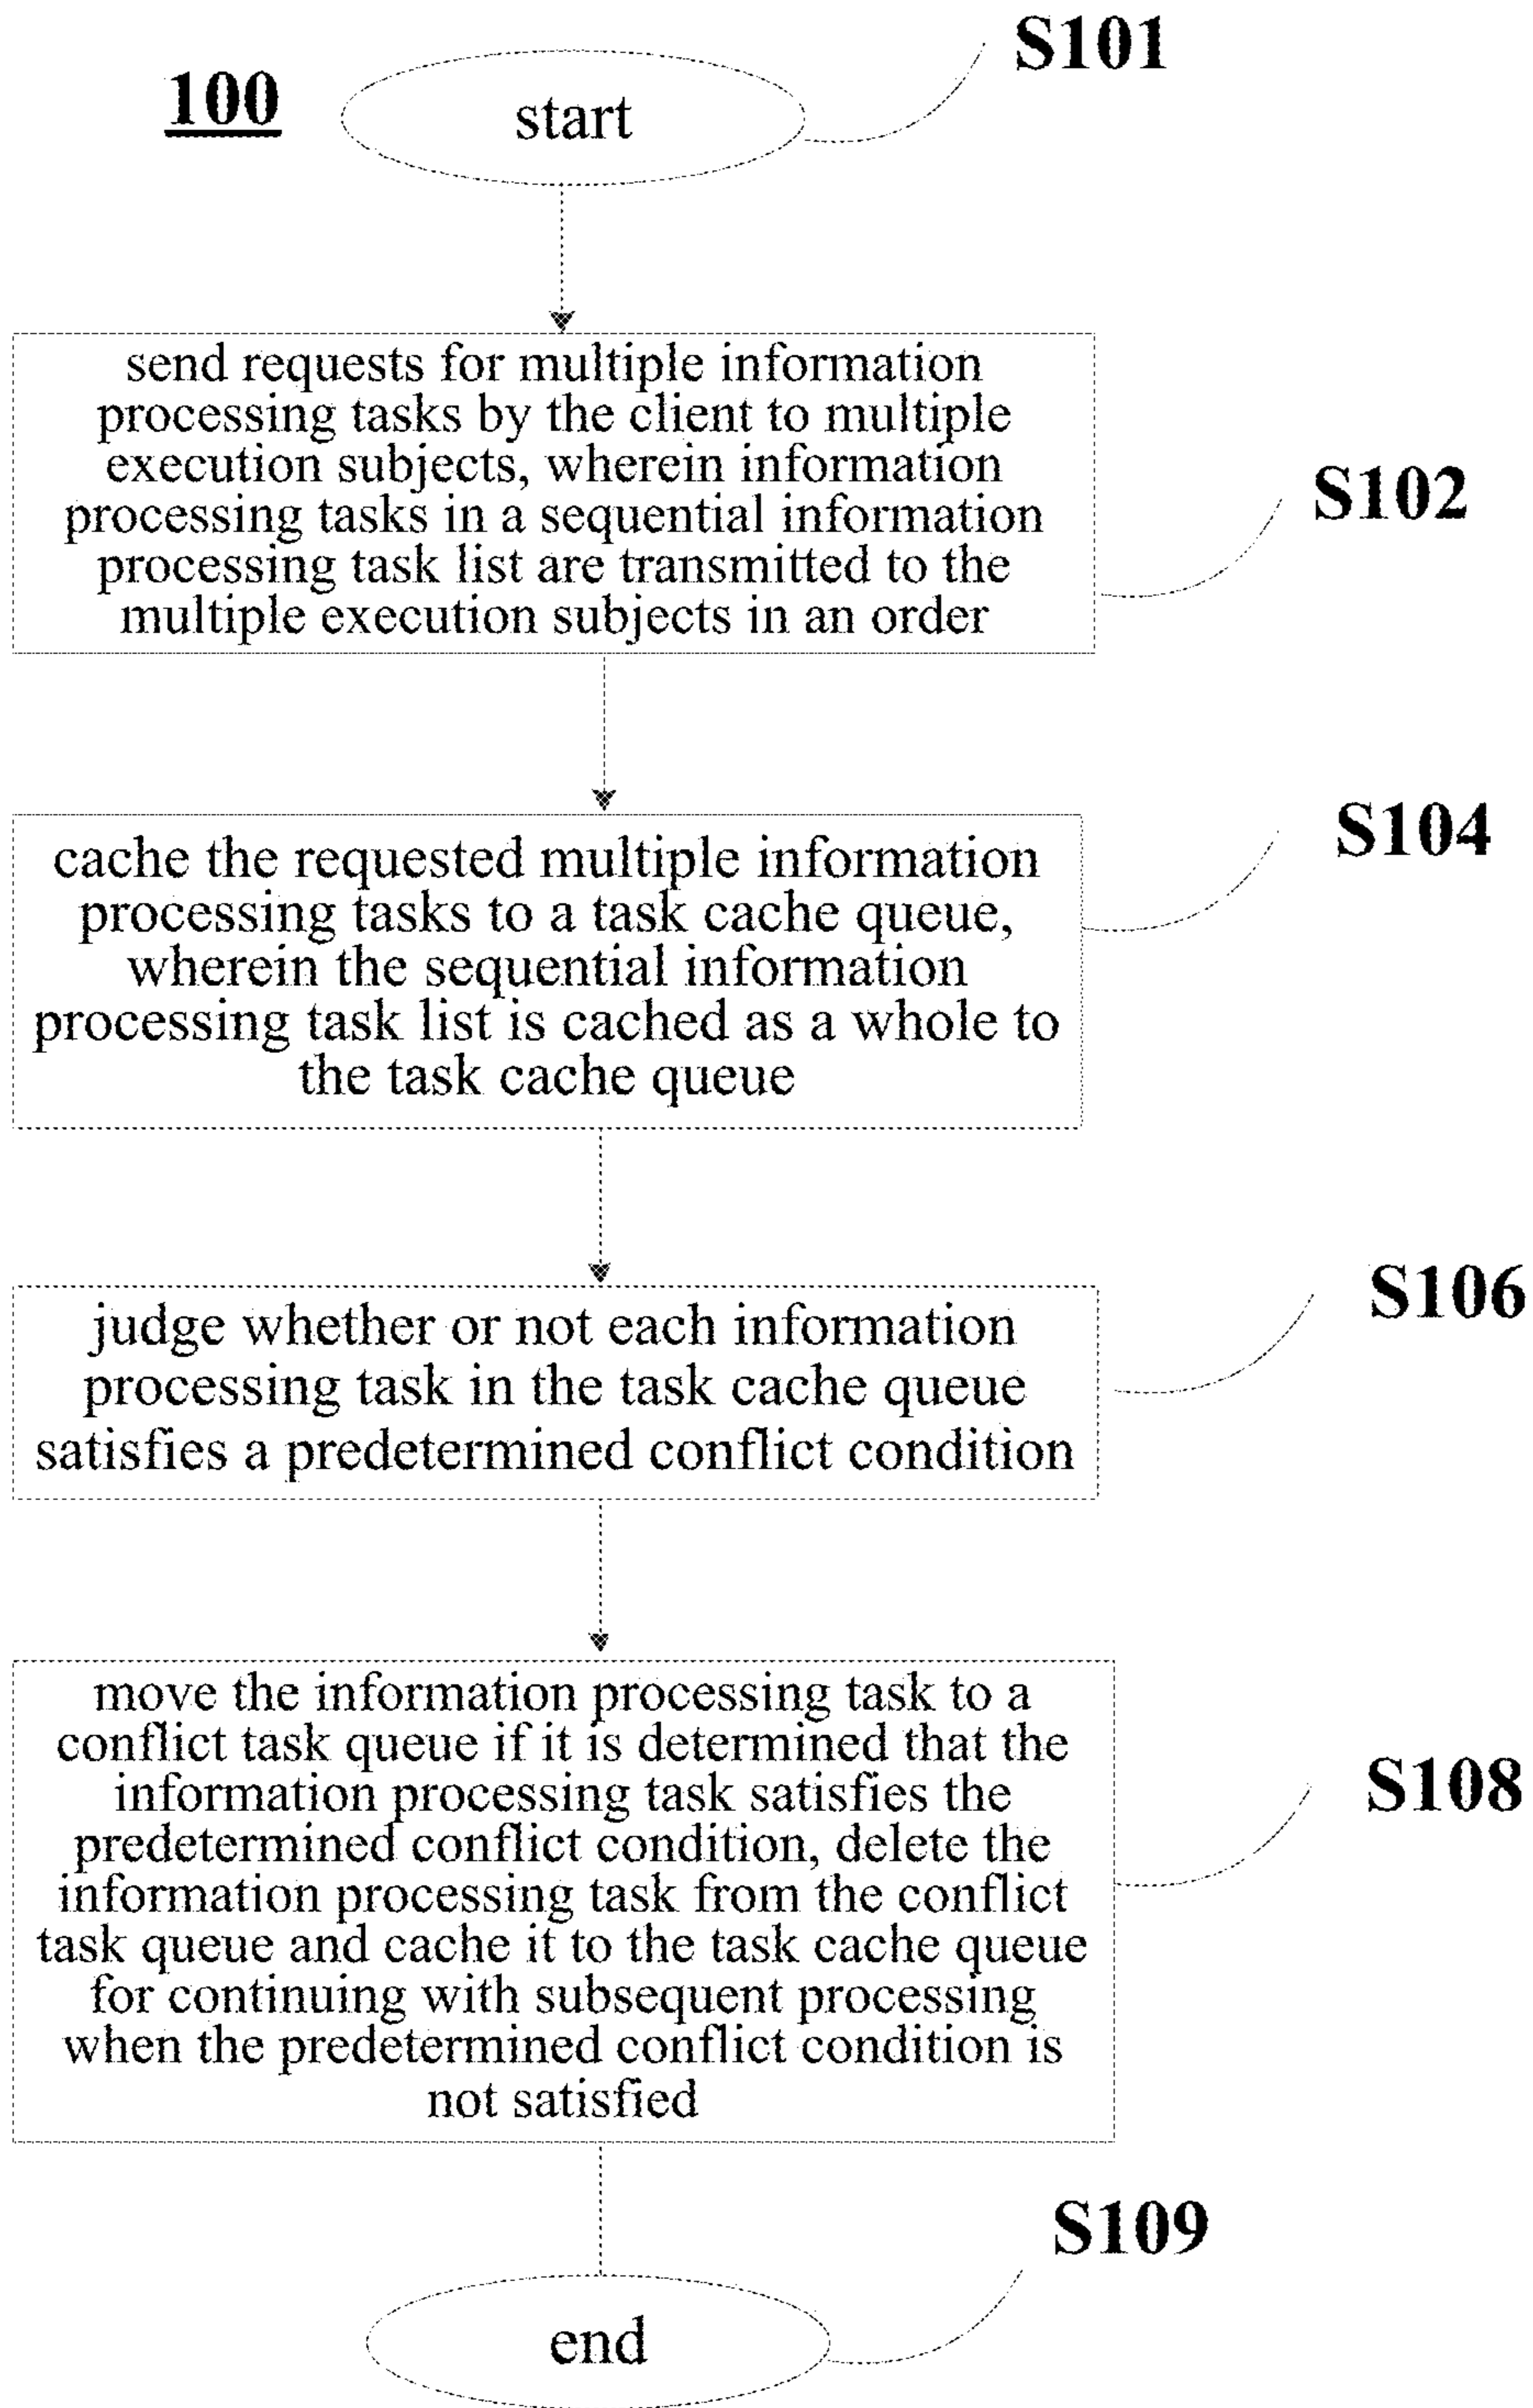 S101
100
start
send requests for multiple information
processing tasks by the client to multiple
execution subjects, wherein information
processing tasks in a sequential information
processing task list are transmitted to the
multiple execution subjects in an order
S102
cache the requested multiple information
processing tasks to a task cache queue,
wherein the sequential information
processing task list is cached as a whole to
the task cache queue
S104
judge whether or not each information
processing task in the task cache queue
satisfies a predetermined conflict condition
S106
move the information processing task to a
conflict task queue if it is determined that the
information processing task satisfies the
predetermined conflict condition, delete the
information processing task from the conflict
task queue and cache it to the task cache queue
for continuing with subsequent processing
when the predetermined conflict condition is
not satisfied
S108
S109
end